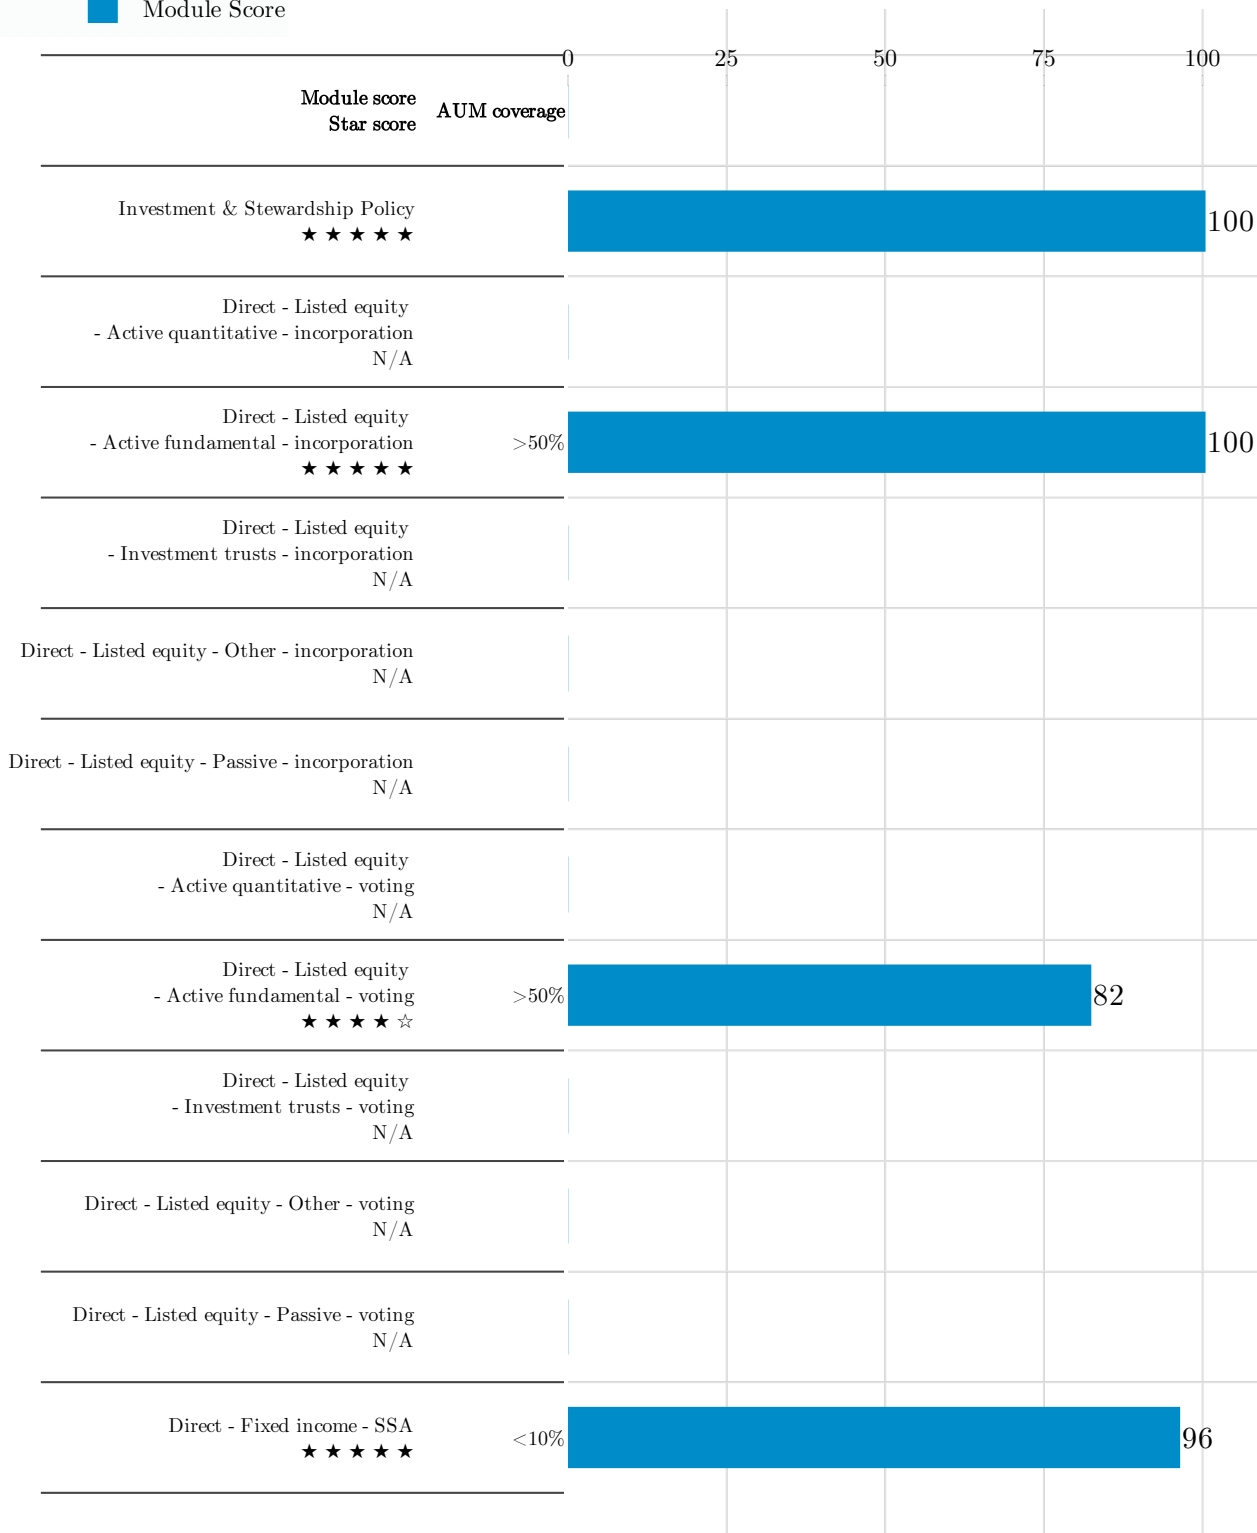 Module Score
0 25 50 75 100
Module score
Star score
AUM coverage
Investment & Stewardship Policy
★ ★ ★ ★ ★
100
Direct - Listed equity
- Active quantitative - incorporation
N/A
Direct - Listed equity
- Active fundamental - incorporation
★ ★ ★ ★ ★
>50%
100
Direct - Listed equity
- Investment trusts - incorporation
N/A
Direct - Listed equity - Other - incorporation
N/A
Direct - Listed equity - Passive - incorporation
N/A
Direct - Listed equity
- Active quantitative - voting
N/A
Direct - Listed equity
- Active fundamental - voting
★ ★ ★ ★ ☆
>50%
82
Direct - Listed equity
- Investment trusts - voting
N/A
Direct - Listed equity - Other - voting
N/A
Direct - Listed equity - Passive - voting
N/A
Direct - Fixed income - SSA
★ ★ ★ ★ ★
<10%
96